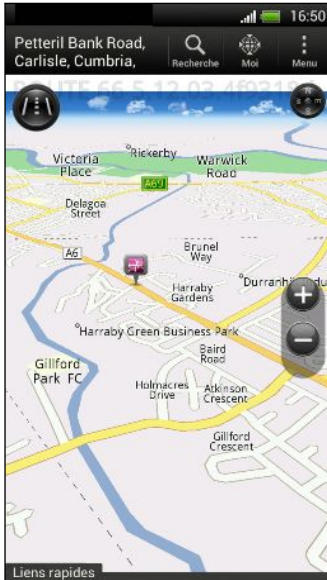 16:50
Petteril Bank Road,
Carlisle, Cumbria,
Recherche
Moi
Menu
Victoria
Place
Rickerby
Warwick
Road
A69
Delagoa
Street
A6
Brunel
Way
Harraby
Gardens
Harraby Green Business Park
Baird
Road
Gillford
Park FC
Holmacres
Drive
Atkinson
Crescent
Gillford
Crescent
Liens rapides